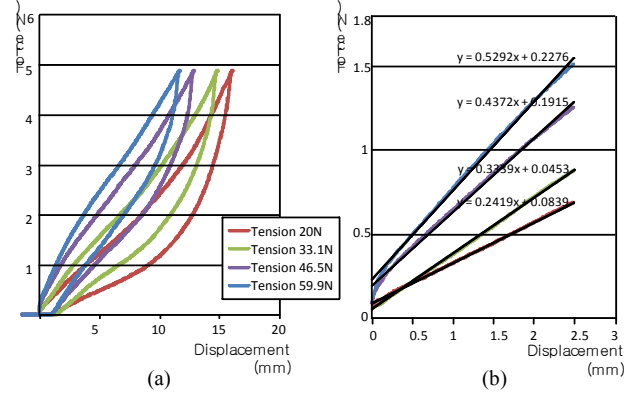 Force(N)
6
5
4
3
2
1
0
5
10
15
20
Displacement
(mm)
Tension 20N
Tension 33.1N
Tension 46.5N
Tension 59.9N
(a)
Force(N)
1.8
1.5
1
0.5
0
y = 0.5292x + 0.2276
y = 0.4372x + 0.1915
y = 0.3339x + 0.0453
y = 0.2419x + 0.0839
0
0.5
1
1.5
2
2.5
3
Displacement
(mm)
(b)